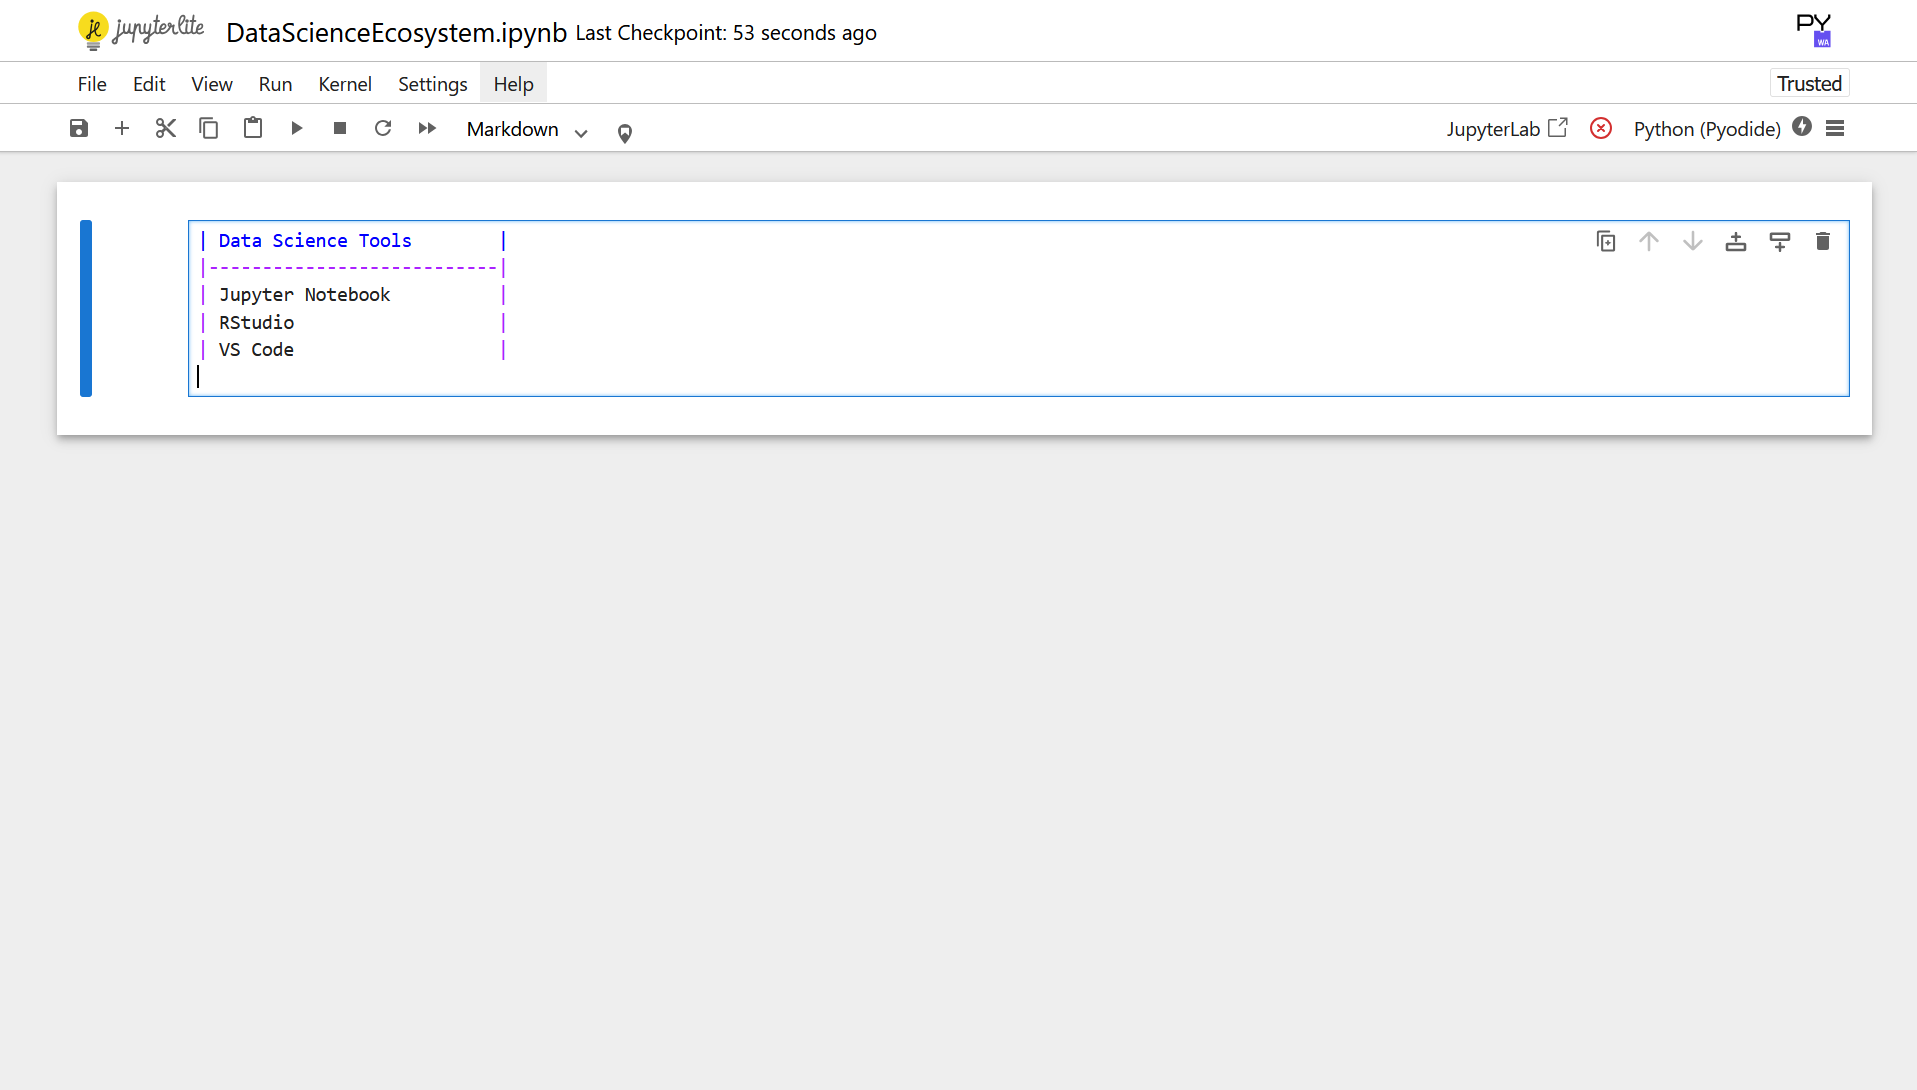 jupyterlite DataScienceEcosystem.ipynb Last Checkpoint: 53 seconds ago
PY
WA
File Edit View Run Kernel Settings Help Trusted
Markdown JupyterLab Python (Pyodide)
| Data Science Tools        |
|---------------------------|
| Jupyter Notebook          |
| RStudio                   |
| VS Code                   |